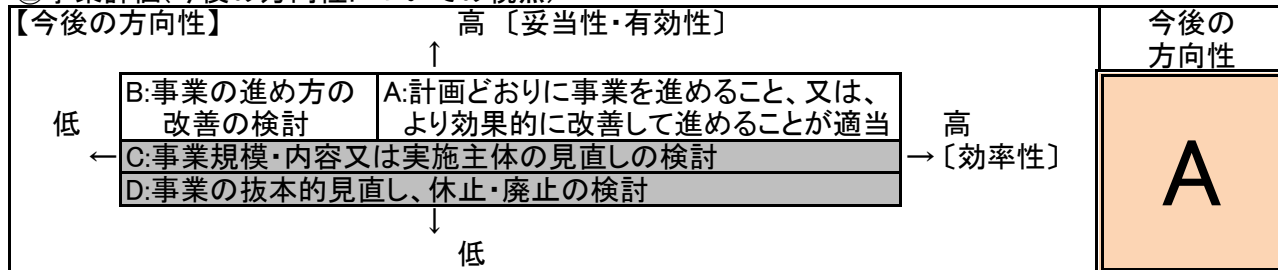 【今後の方向性】 高〔妥当性・有効性〕
↑
今後の
方向性
B:事業の進め方の
改善の検討
A:計画どおりに事業を進めること、又は、
より効果的に改善して進めることが適当
低
←
C:事業規模・内容又は実施主体の見直しの検討
D:事業の抜本的見直し、休止・廃止の検討
高
→〔効率性〕
A
↓
低